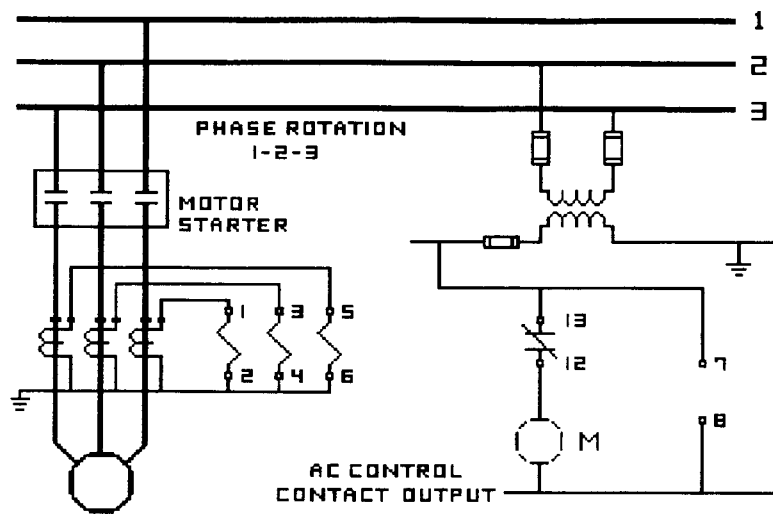 1
2
3
PHASE ROTATION
1-2-3
MOTOR
STARTER
1 3 5
2 4 6
13
12
7
8
M
AC CONTROL
CONTACT OUTPUT